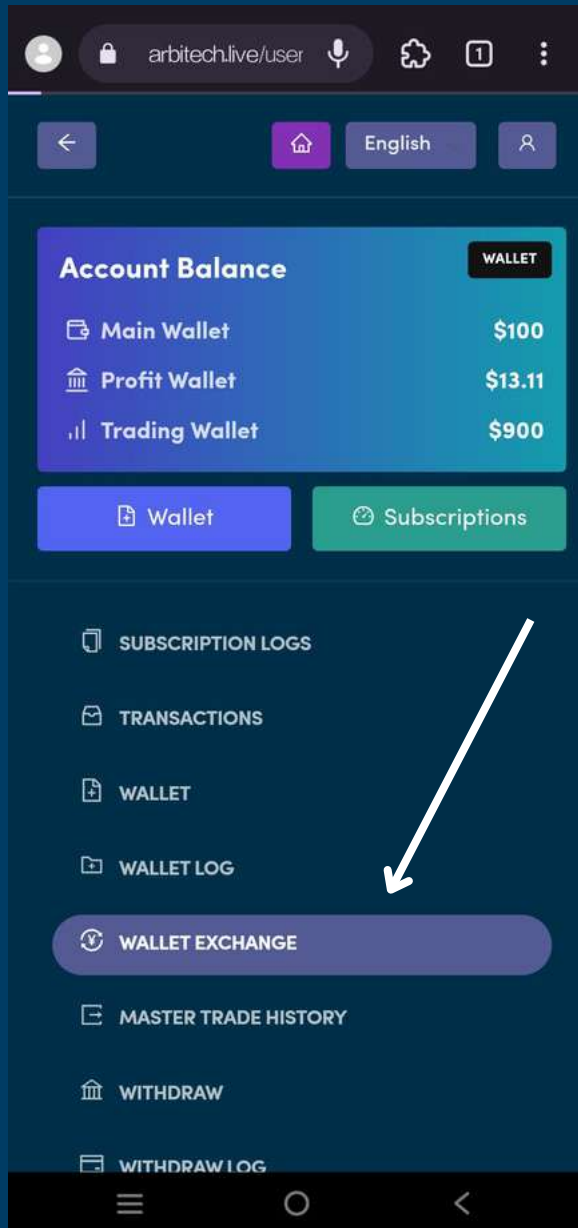 arbitech.live/user
1
English
Account Balance
WALLET
Main Wallet
$100
Profit Wallet
$13.11
Trading Wallet
$900
Wallet
Subscriptions
SUBSCRIPTION LOGS
TRANSACTIONS
WALLET
WALLET LOG
WALLET EXCHANGE
MASTER TRADE HISTORY
WITHDRAW
WITHDRAW LOG